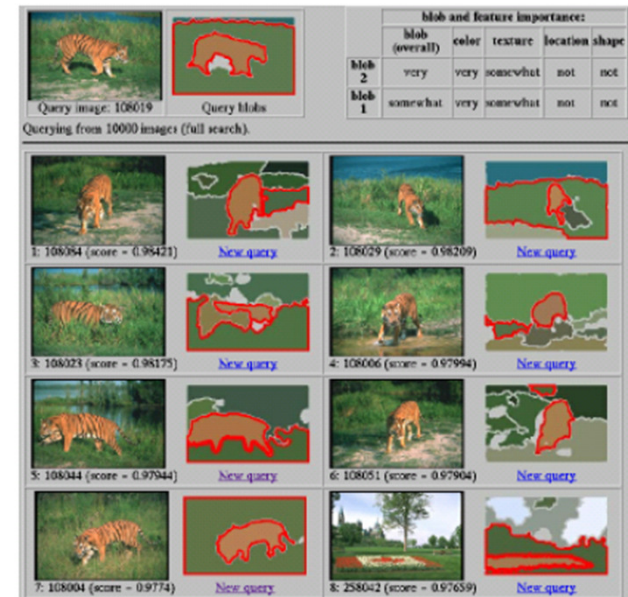 blob and feature importance:
blob (overall) color texture location shape
blob 2 very very somewhat not not
blob 1 somewhat very somewhat not not
Query image: 108019 Query blobs
Querying from 10000 images (full search).
1: 108084 (score = 0.98421) New query
2: 108029 (score = 0.98209) New query
3: 108023 (score = 0.98175) New query
4: 108006 (score = 0.97994) New query
5: 108044 (score = 0.97944) New query
6: 108051 (score = 0.97904) New query
7: 108004 (score = 0.9774) New query
8: 258042 (score = 0.97659) New query